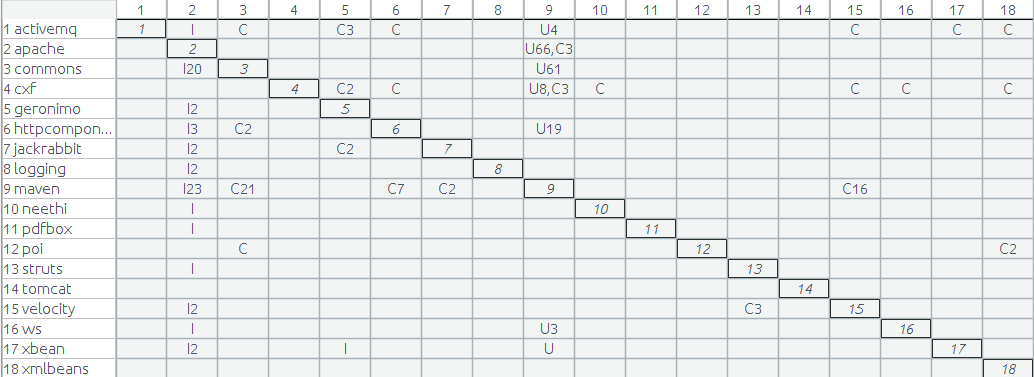 1 2 3 4 5 6 7 8 9 10 11 12 13 14 15 16 17 18
1 activemq 1 I C C3 C U4 C C C
2 apache 2 U66,C3
3 commons I20 3 U61
4 cxf 4 C2 C U8,C3 C C C C
5 geronimo I2 5
6 httpcompon... I3 C2 6 U19
7 jackrabbit I2 C2 7
8 logging I2 8
9 maven I23 C21 C7 C2 9 C16
10 neethi I 10
11 pdfbox I 11
12 poi C 12 C2
13 struts I 13
14 tomcat 14
15 velocity I2 C3 15
16 ws I U3 16
17 xbean I2 I U 17
18 xmlbeans 18